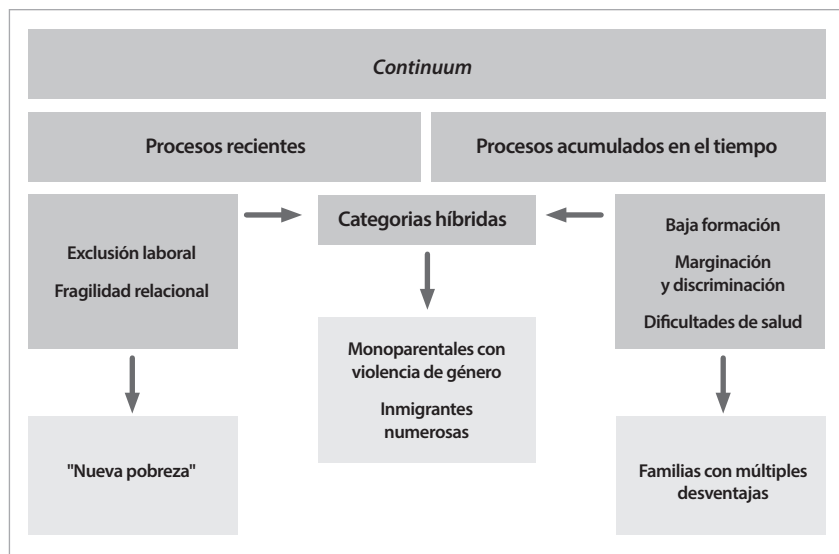 Continuum
Procesos recientes
Procesos acumulados en el tiempo
Exclusión laboral
Fragilidad relacional
Categorias híbridas
Baja formación
Marginación
y discriminación
Dificultades de salud
Monoparentales con
violencia de género
Inmigrantes
numerosas
"Nueva pobreza"
Familias con múltiples
desventajas